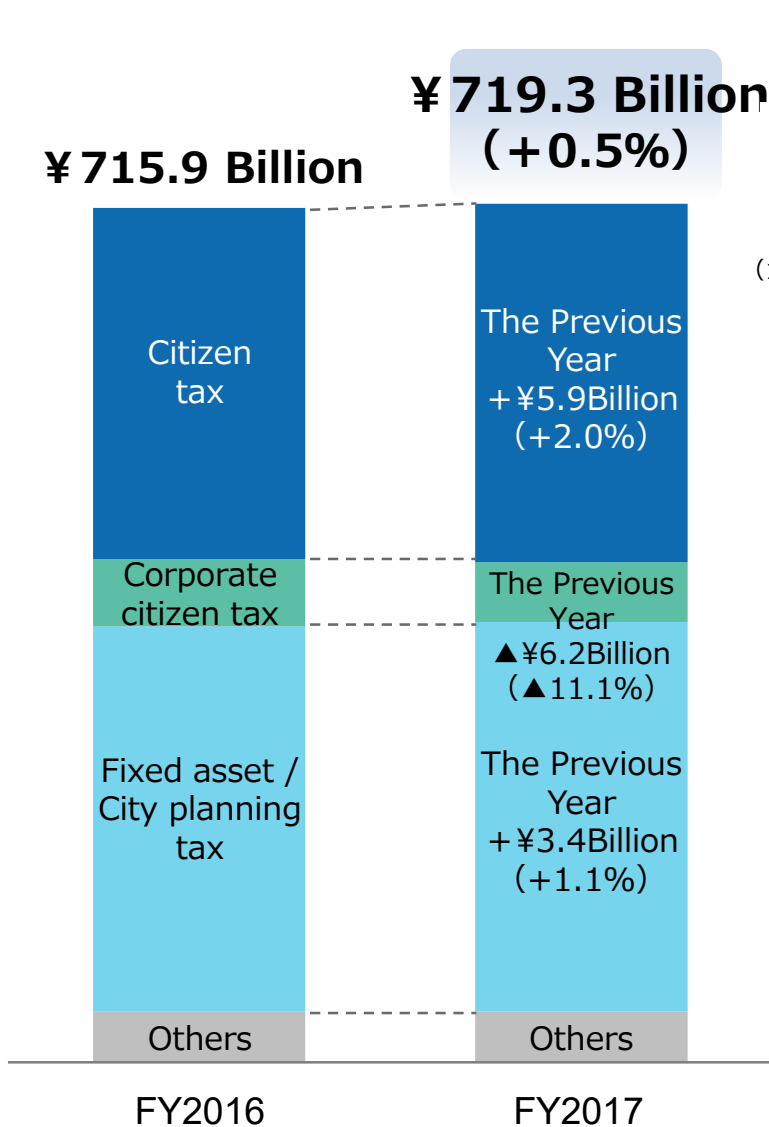 ¥715.9 Billion
¥719.3 Billion
(+0.5%)
Citizen
tax
Corporate
citizen tax
Fixed asset /
City planning
tax
Others
FY2016
The Previous
Year
+¥5.9Billion
(+2.0%)
The Previous
Year
▲¥6.2Billion
(▲11.1%)
The Previous
Year
+¥3.4Billion
(+1.1%)
Others
FY2017